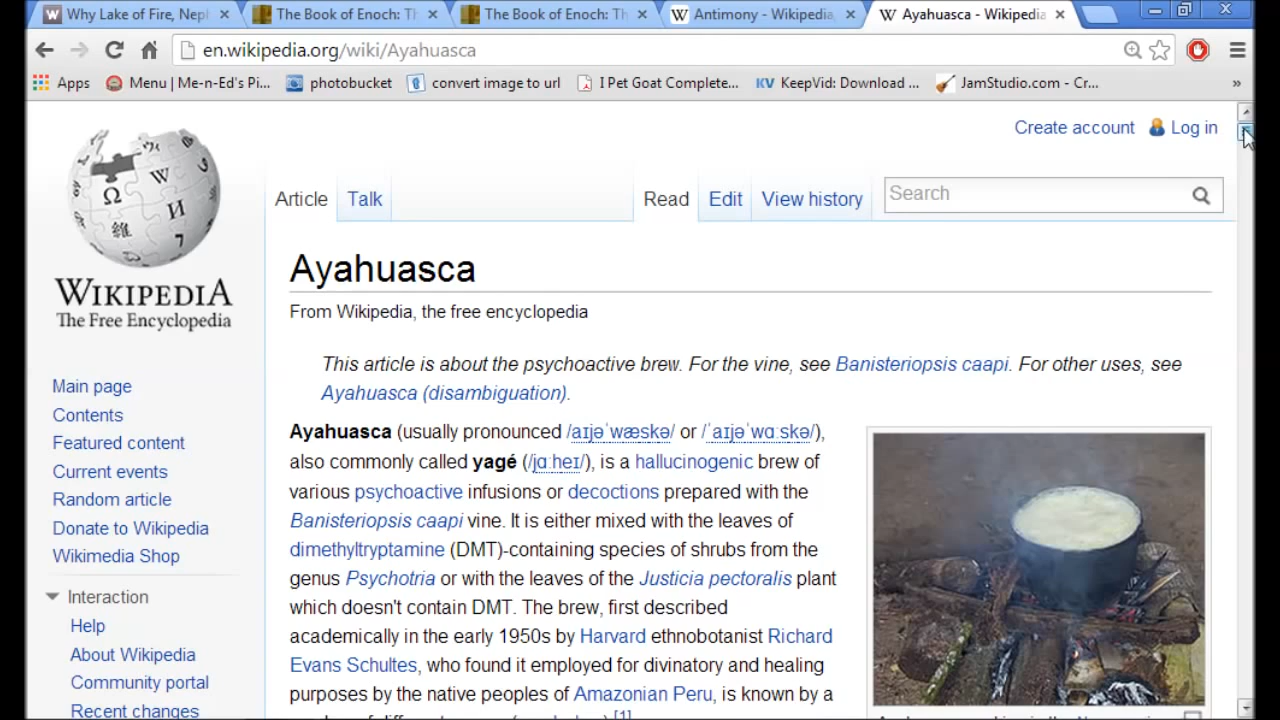 Why Lake of Fire, Nept
The Book of Enoch: Th
The Book of Enoch: Th
Antimony - Wikipedia,
Ayahuasca - Wikipedia
en.wikipedia.org/wiki/Ayahuasca
Apps
Menu | Me-n-Ed's Pi...
photobucket
convert image to url
I Pet Goat Complete...
KV KeepVid: Download ...
JamStudio.com - Cr...
»
Create account
Log in
Article
Talk
Read
Edit
View history
Search
WIKIPEDIA
The Free Encyclopedia
Main page
Contents
Featured content
Current events
Random article
Donate to Wikipedia
Wikimedia Shop
Interaction
Help
About Wikipedia
Community portal
Recent changes
Ayahuasca
From Wikipedia, the free encyclopedia
This article is about the psychoactive brew. For the vine, see Banisteriopsis caapi. For other uses, see
Ayahuasca (disambiguation).
Ayahuasca (usually pronounced /aɪjəˈwæskə/ or /ˈaɪjəˈwɑːskə/),
also commonly called yagé (/jɑːheɪ/), is a hallucinogenic brew of
various psychoactive infusions or decoctions prepared with the
Banisteriopsis caapi vine. It is either mixed with the leaves of
dimethyltryptamine (DMT)-containing species of shrubs from the
genus Psychotria or with the leaves of the Justicia pectoralis plant
which doesn't contain DMT. The brew, first described
academically in the early 1950s by Harvard ethnobotanist Richard
Evans Schultes, who found it employed for divinatory and healing
purposes by the native peoples of Amazonian Peru, is known by a
[1]